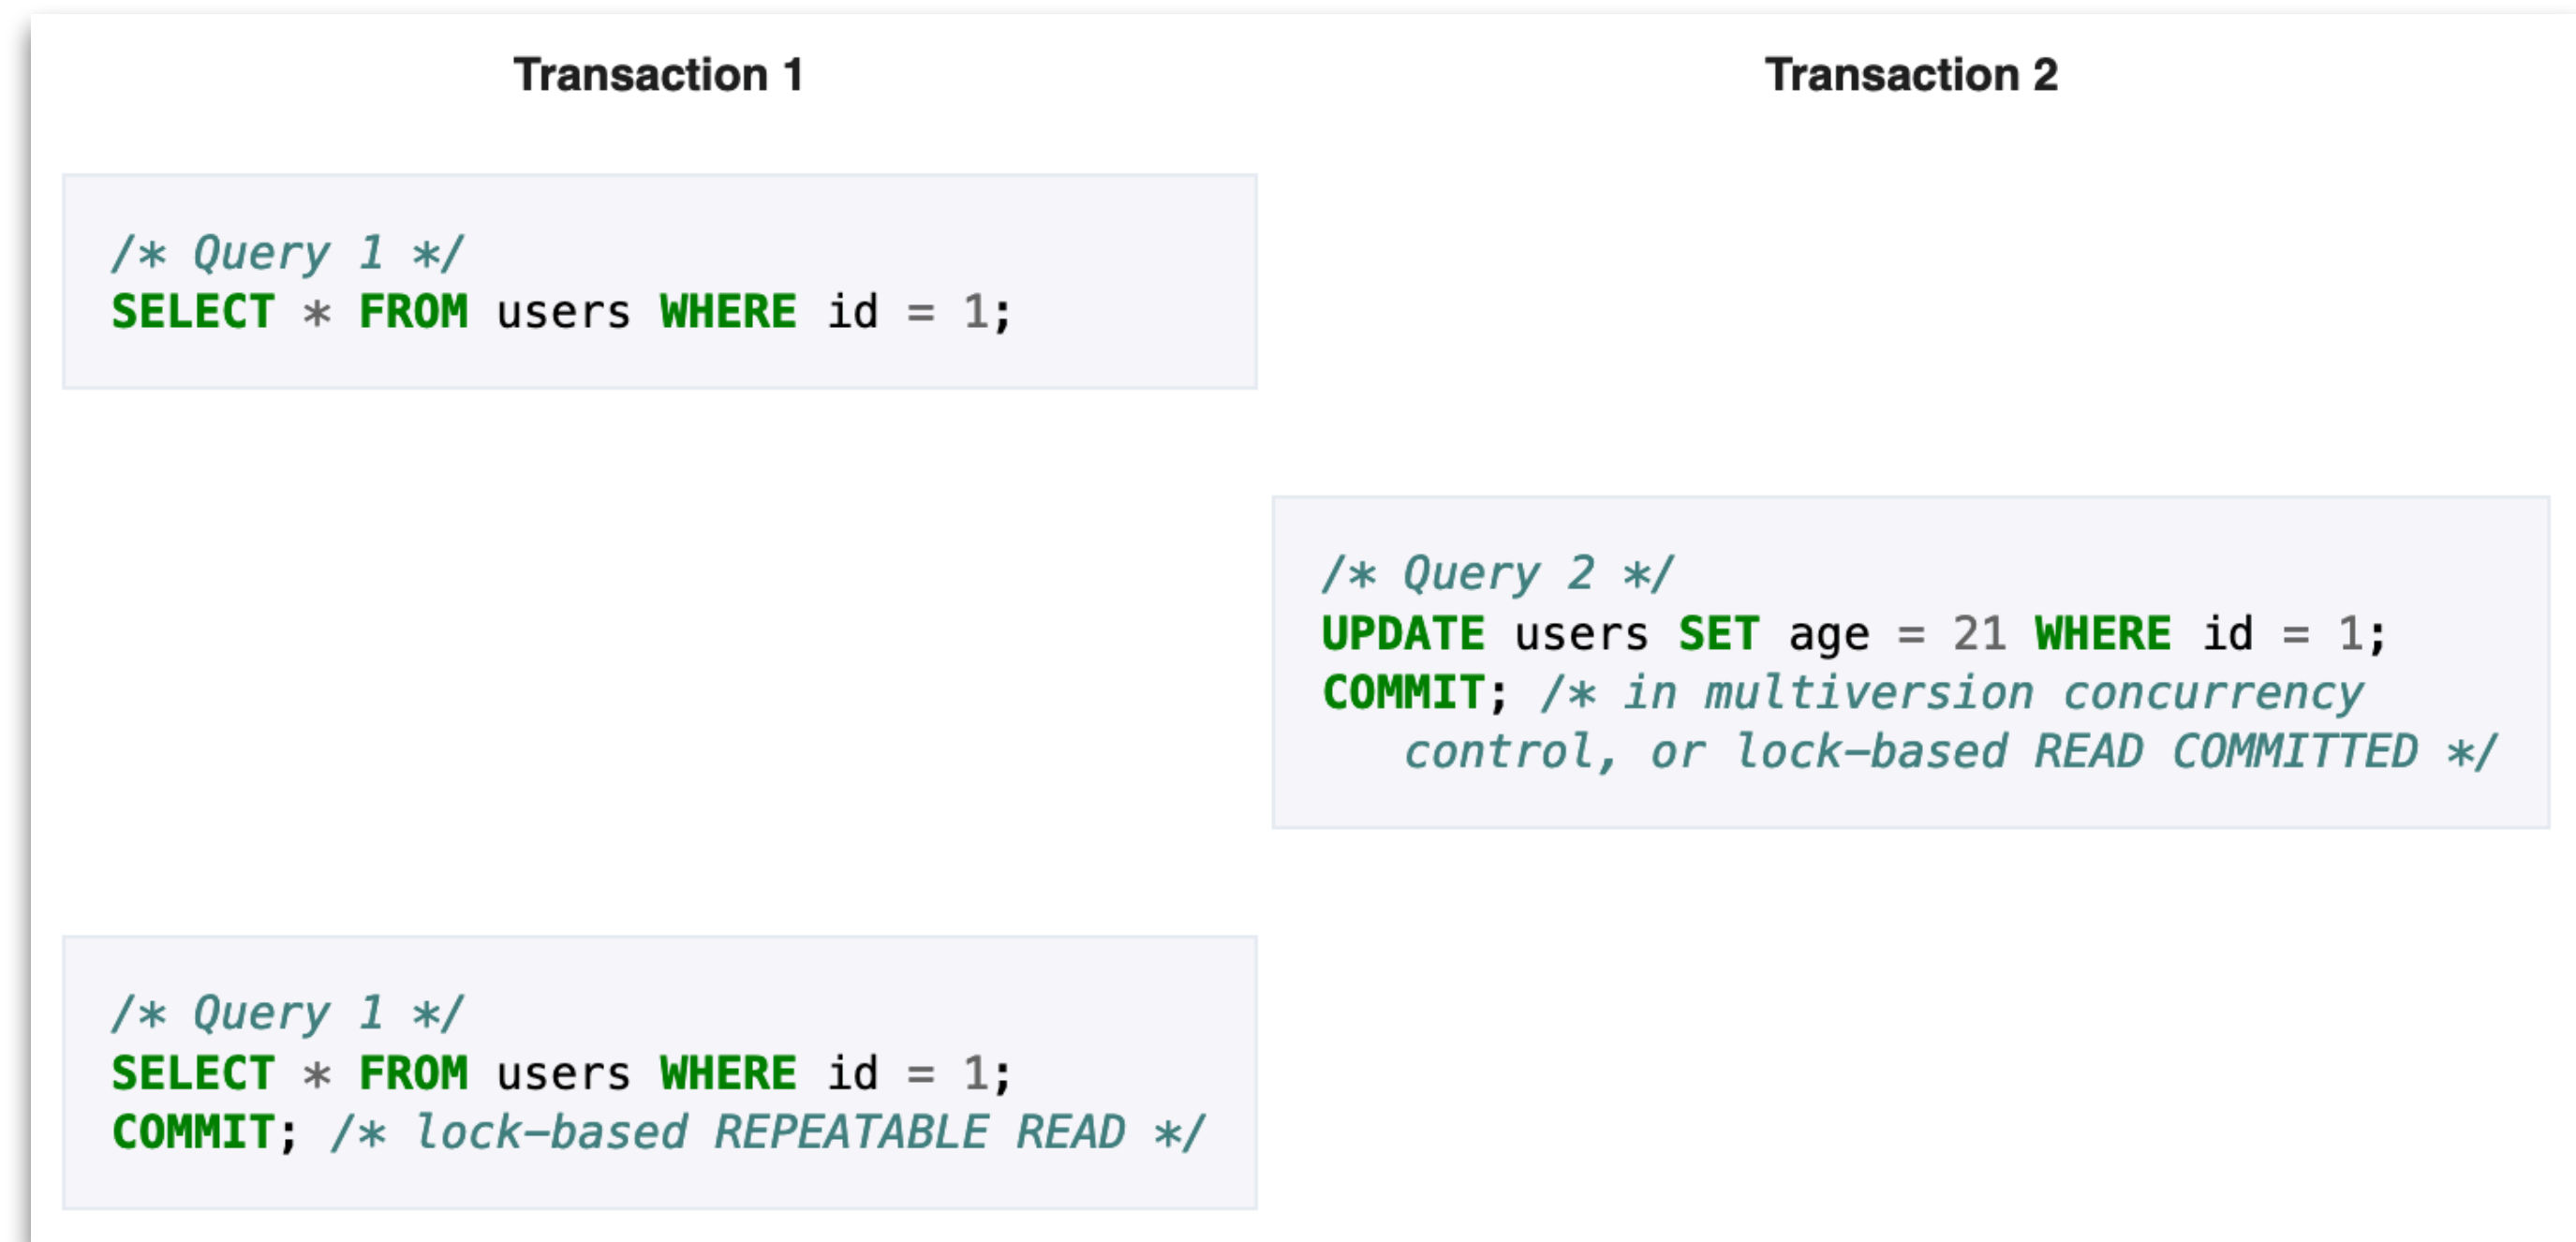 Transaction 1
Transaction 2
/* Query 1 */
SELECT * FROM users WHERE id = 1;
/* Query 2 */
UPDATE users SET age = 21 WHERE id = 1;
COMMIT; /* in multiversion concurrency
control, or lock-based READ COMMITTED */
/* Query 1 */
SELECT * FROM users WHERE id = 1;
COMMIT; /* lock-based REPEATABLE READ */